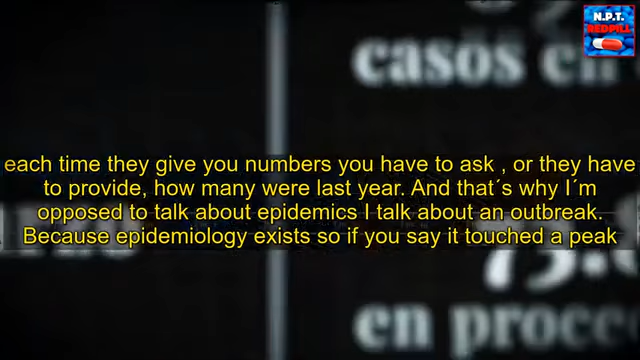 N.P.T.
REDPILL
casos en
each time they give you numbers you have to ask , or they have
to provide, how many were last year. And that´s why I´m
opposed to talk about epidemics I talk about an outbreak.
Because epidemiology exists so if you say it touched a peak
en proce